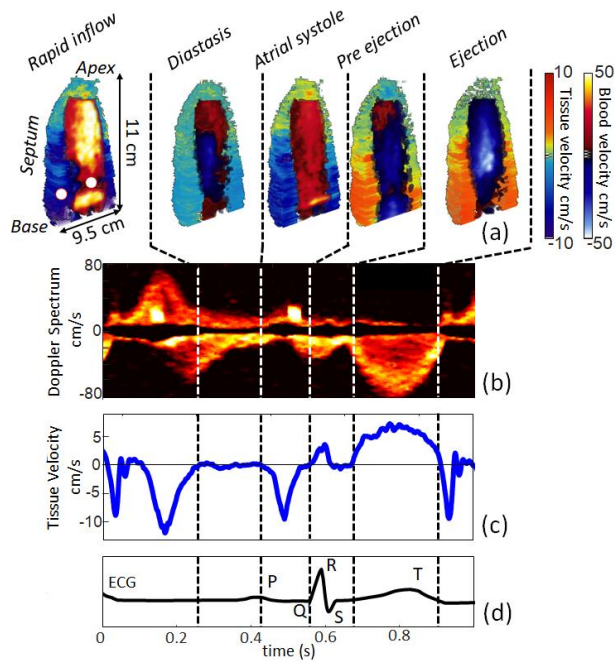 Rapid inflow
Diastasis
Atrial systole
Pre ejection
Ejection
Apex
Septum
11 cm
Base
9.5 cm
(a)
10
-10
Tissue velocity cm/s
50
-50
Blood velocity cm/s
80
0
-80
Doppler Spectrum
cm/s
(b)
5
0
-5
-10
Tissue Velocity
cm/s
(c)
ECG
P
Q
R
S
T
(d)
0 0.2 0.4 0.6 0.8
time (s)